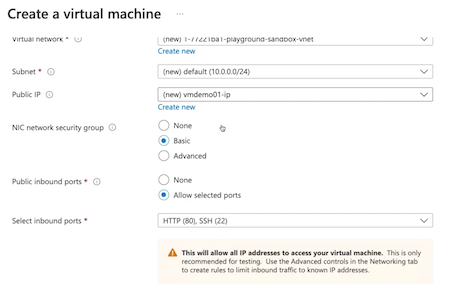 Create a virtual machine ...
Virtual network * (new) 1-77221ba1-playground-sandbox-vnet
Create new
Subnet * (new) default (10.0.0.0/24)
Public IP (new) vmdemo01-ip
Create new
NIC network security group None
Basic
Advanced
Public inbound ports * None
Allow selected ports
Select inbound ports * HTTP (80), SSH (22)
This will allow all IP addresses to access your virtual machine. This is only
recommended for testing. Use the Advanced controls in the Networking tab
to create rules to limit inbound traffic to known IP addresses.